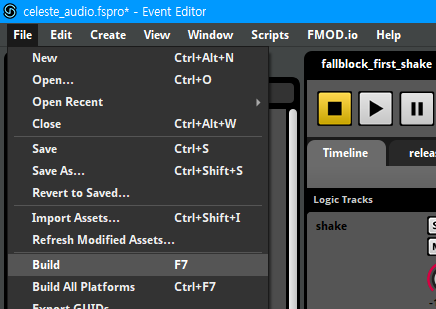 celeste_audio.fspro* - Event Editor
File Edit Create View Window Scripts FMOD.io Help
New Ctrl+Alt+N
Open... Ctrl+O
Open Recent
Close Ctrl+Alt+W
Save Ctrl+S
Save As... Ctrl+Shift+S
Revert to Saved...
Import Assets... Ctrl+Shift+I
Refresh Modified Assets...
Build F7
Build All Platforms Ctrl+F7
Export GUIDs
fallblock_first_shake
Timeline relea
Logic Tracks
shake S
M